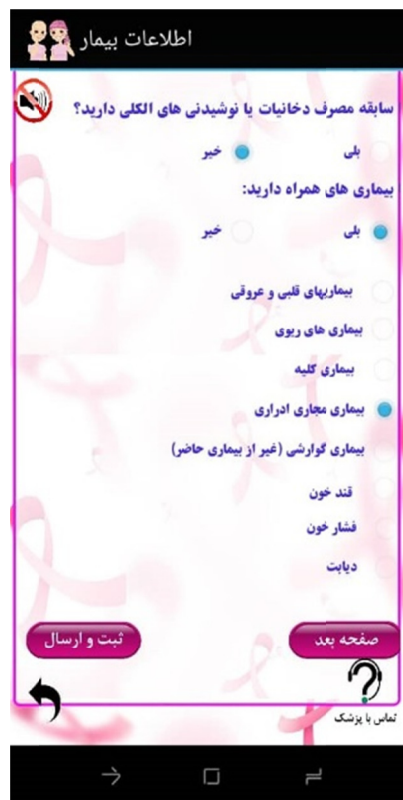 اطلاعات بیمار
سابقه مصرف دخانیات یا نوشیدنی های الکلی دارید؟
بلی
خیر
بیماری های همراه دارید:
بلی
خیر
بیماریهای قلبی و عروقی
بیماری های ریوی
بیماری کلیه
بیماری مجاری ادراری
بیماری گوارشی (غیر از بیماری حاضر)
قند خون
فشار خون
دیابت
صفحه بعد
ثبت و ارسال
تماس با پزشک